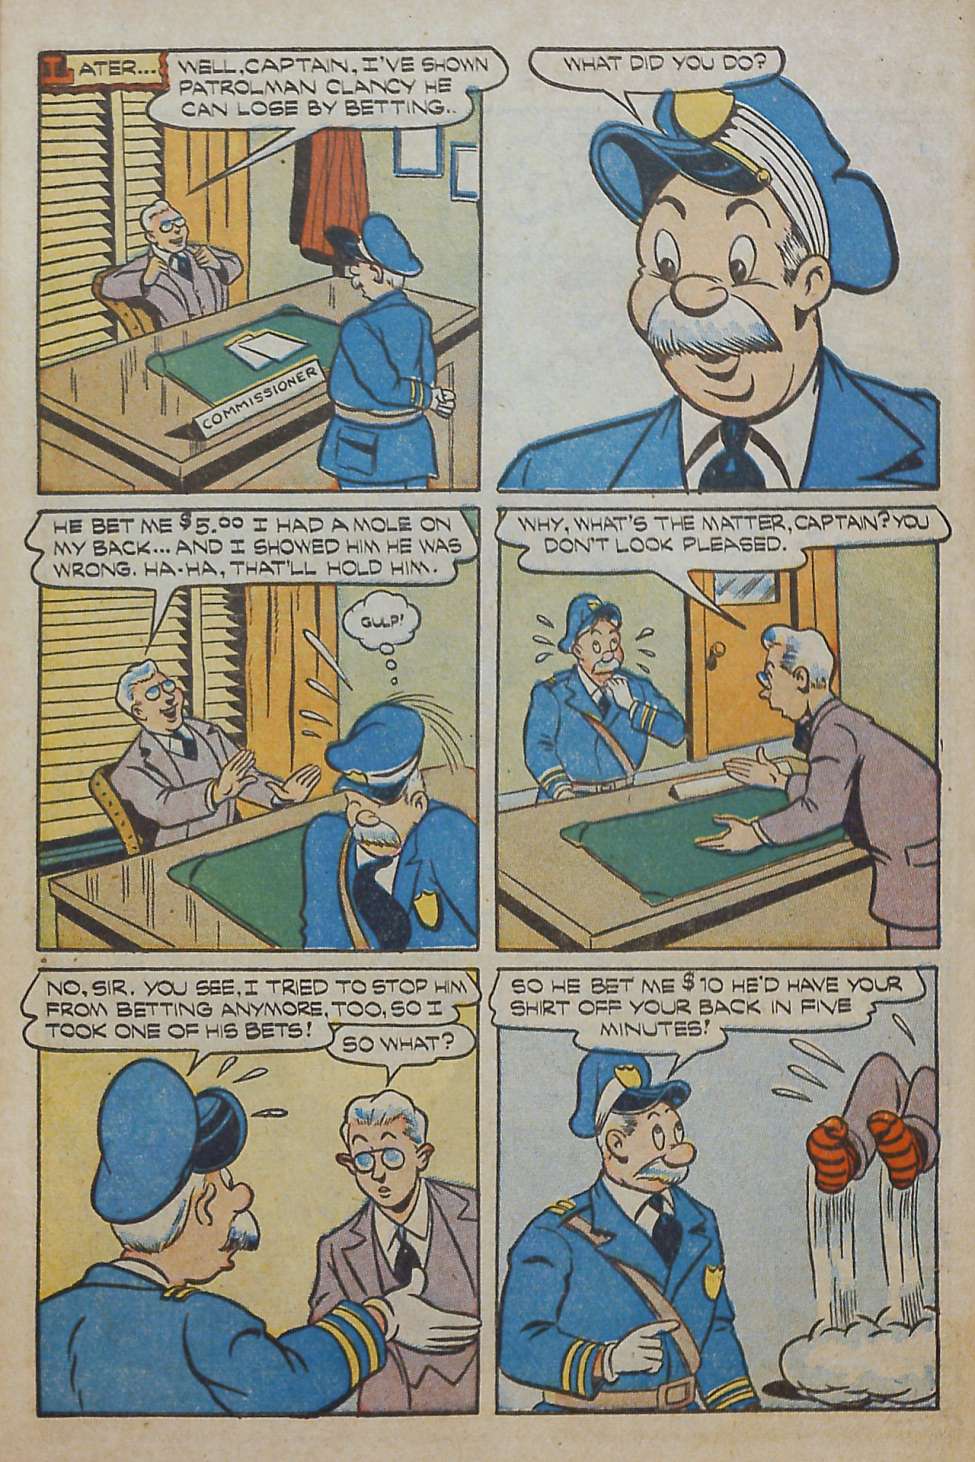 LATER...
WELL, CAPTAIN, I'VE SHOWN
PATROLMAN CLANCY HE
CAN LOSE BY BETTING..
COMMISSIONER
WHAT DID YOU DO?
HE BET ME $5.00 I HAD A MOLE ON
MY BACK... AND I SHOWED HIM HE WAS
WRONG. HA-HA, THAT'LL HOLD HIM.
GULP!
WHY, WHAT'S THE MATTER, CAPTAIN? YOU
DON'T LOOK PLEASED.
NO, SIR. YOU SEE, I TRIED TO STOP HIM
FROM BETTING ANYMORE, TOO, SO I
TOOK ONE OF HIS BETS!
SO WHAT?
SO HE BET ME $10 HE'D HAVE YOUR
SHIRT OFF YOUR BACK IN FIVE
MINUTES!